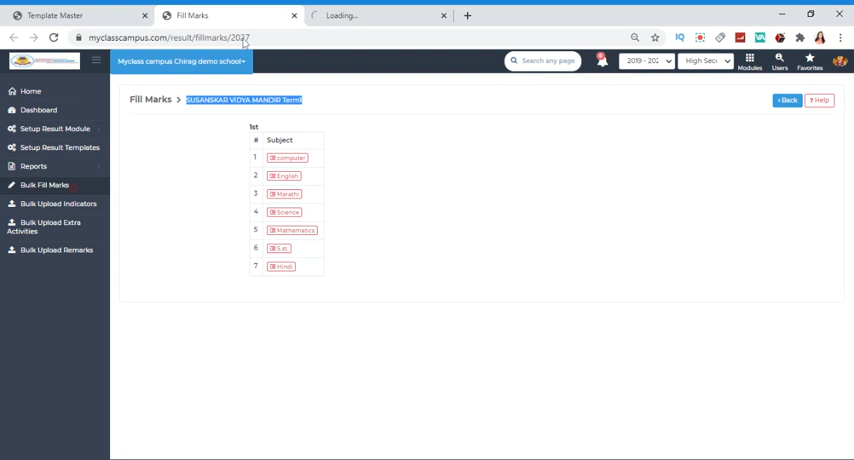 Template Master
Fill Marks
Loading...
myclasscampus.com/result/fillmarks/2037
Myclass campus Chirag demo school
Search any page
2019 - 202
High Sec
Modules
Users
Favorites
Home
Dashboard
Setup Result Module
Setup Result Templates
Reports
Bulk Fill Marks
Bulk Upload Indicators
Bulk Upload Extra
Activities
Bulk Upload Remarks
Fill Marks > SUSANSKAR VIDYA MANDIR Term1
Back
? Help
1st
# Subject
1 computer
2 English
3 Marathi
4 Science
5 Mathematics
6 S.st.
7 Hindi